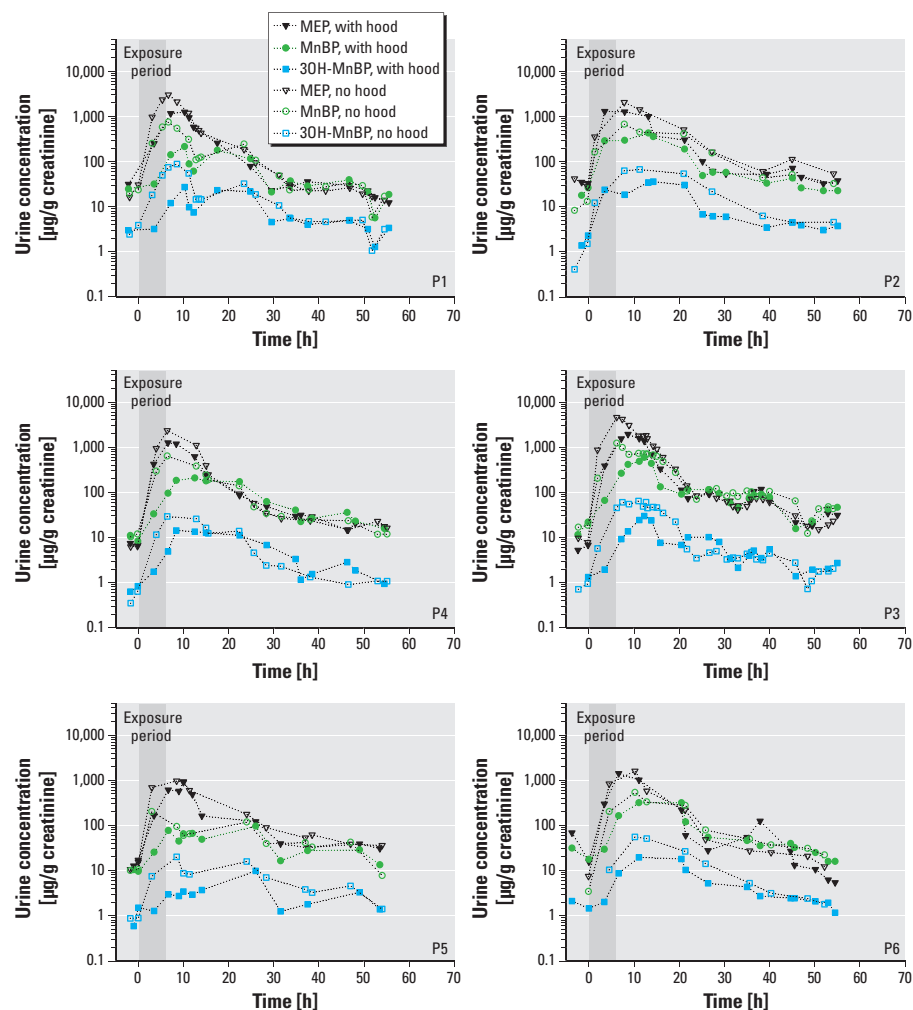 MEP, with hood
MnBP, with hood
3OH-MnBP, with hood
MEP, no hood
MnBP, no hood
3OH-MnBP, no hood
Exposure
period
10,000
1,000
100
10
1
0.1
Urine concentration
[µg/g creatinine]
0 10 20 30 40 50 60 70
Time [h]
P1
Exposure
period
10,000
1,000
100
10
1
0.1
Urine concentration
[µg/g creatinine]
0 10 20 30 40 50 60 70
Time [h]
P2
Exposure
period
10,000
1,000
100
10
1
0.1
Urine concentration
[µg/g creatinine]
0 10 20 30 40 50 60 70
Time [h]
P4
Exposure
period
10,000
1,000
100
10
1
0.1
Urine concentration
[µg/g creatinine]
0 10 20 30 40 50 60 70
Time [h]
P3
Exposure
period
10,000
1,000
100
10
1
0.1
Urine concentration
[µg/g creatinine]
0 10 20 30 40 50 60 70
Time [h]
P5
Exposure
period
10,000
1,000
100
10
1
0.1
Urine concentration
[µg/g creatinine]
0 10 20 30 40 50 60 70
Time [h]
P6